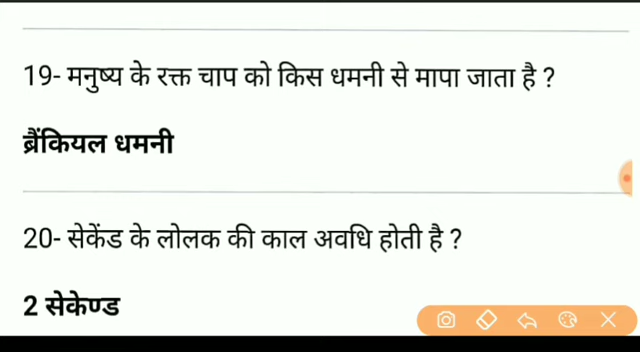 19- मनुष्य के रक्त चाप को किस धमनी से मापा जाता है ?
ब्रैंकियल धमनी
20- सेकेंड के लोलक की काल अवधि होती है ?
2 सेकेण्ड